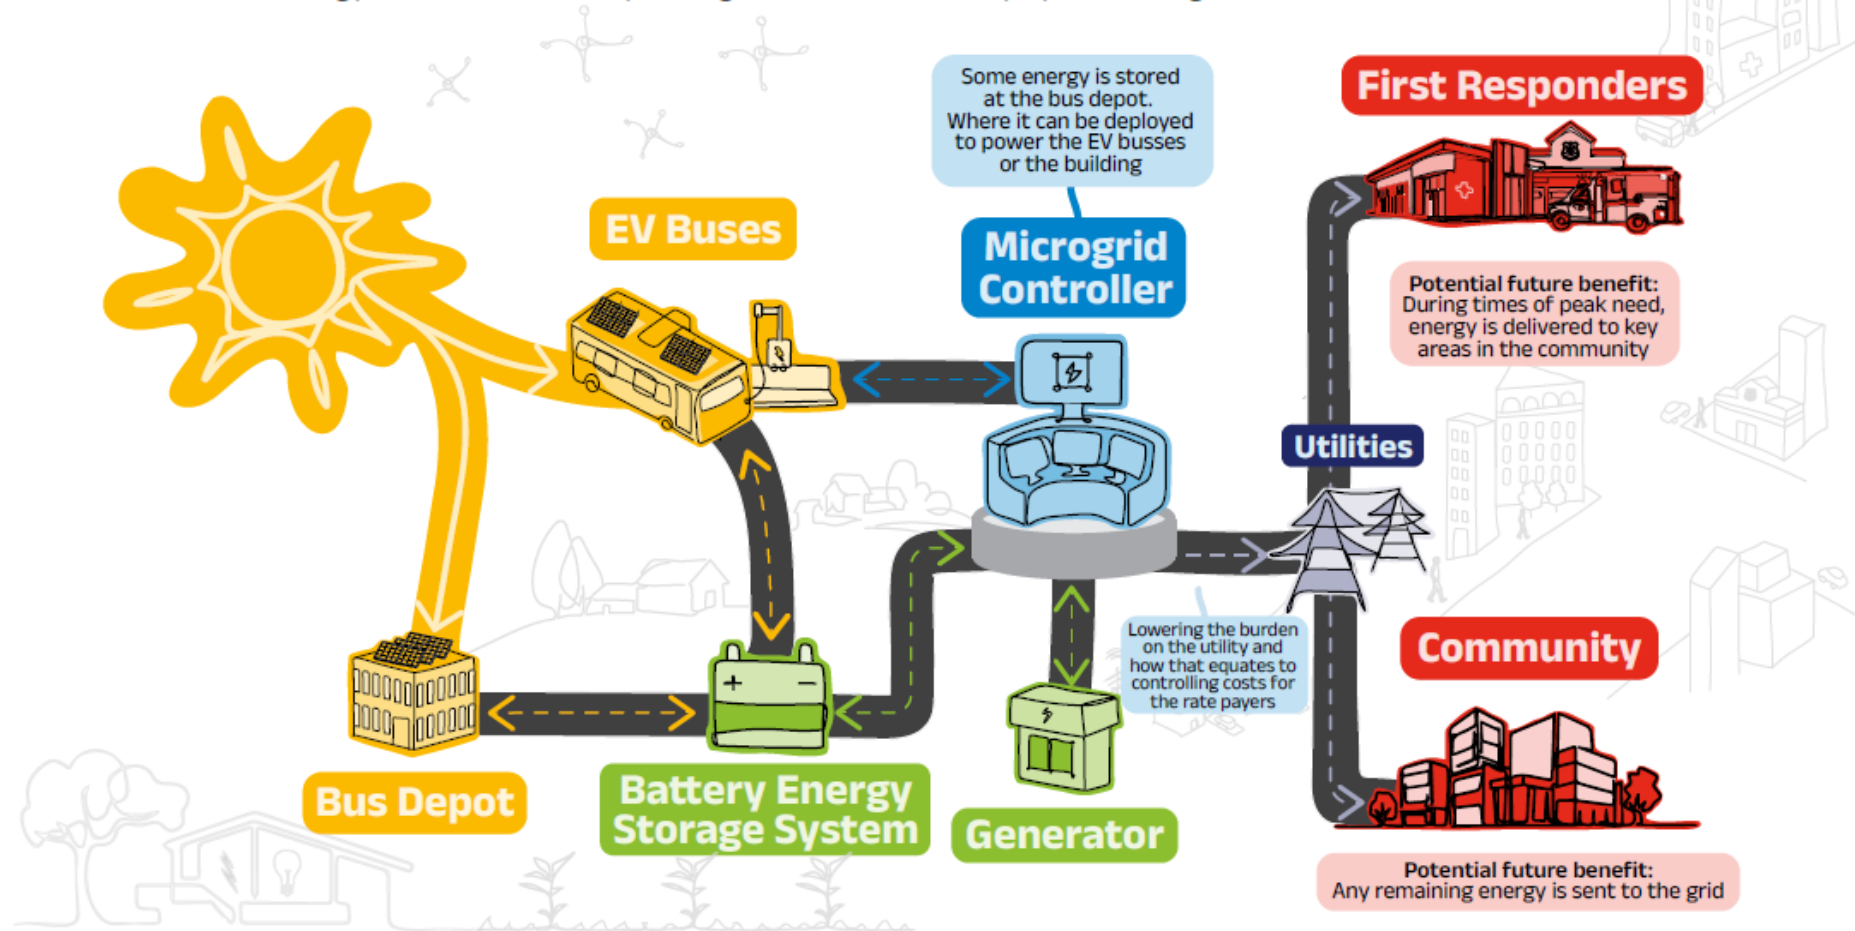 Some energy is stored
at the bus depot.
Where it can be deployed
to power the EV busses
or the building
First Responders
EV Buses
Microgrid
Controller
Potential future benefit:
During times of peak need,
energy is delivered to key
areas in the community
Utilities
Lowering the burden
on the utility and
how that equates to
controlling costs for
the rate payers
Community
+ −
Bus Depot
Battery Energy
Storage System
Generator
Potential future benefit:
Any remaining energy is sent to the grid